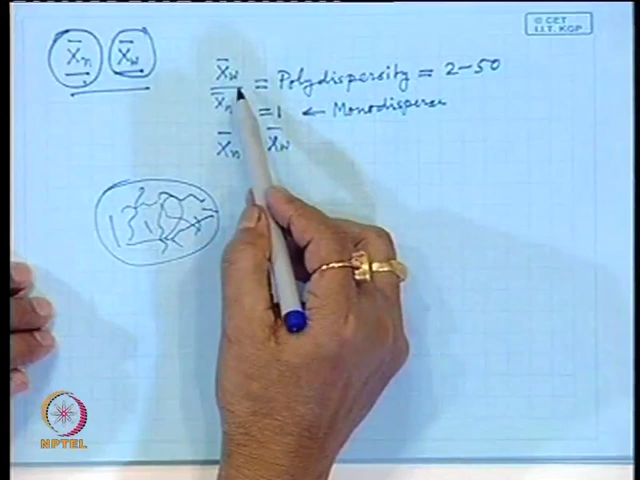 © CET
I.I.T. KGP
X̄n X̄w
X̄w / X̄n = Polydispersity = 2-50
= 1 ← Monodisperse
X̄n X̄w
NPTEL